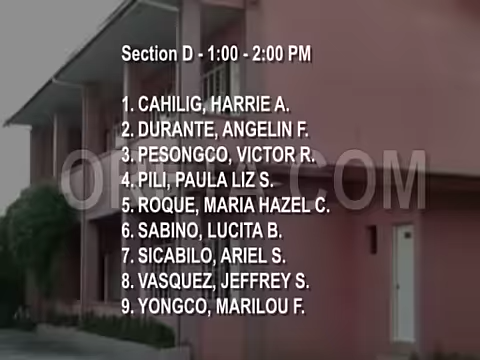 Section D - 1:00 - 2:00 PM
1. CAHILIG, HARRIE A.
2. DURANTE, ANGELIN F.
3. PESONGCO, VICTOR R.
4. PILI, PAULA LIZ S.
5. ROQUE, MARIA HAZEL C.
6. SABINO, LUCITA B.
7. SICABILO, ARIEL S.
8. VASQUEZ, JEFFREY S.
9. YONGCO, MARILOU F.